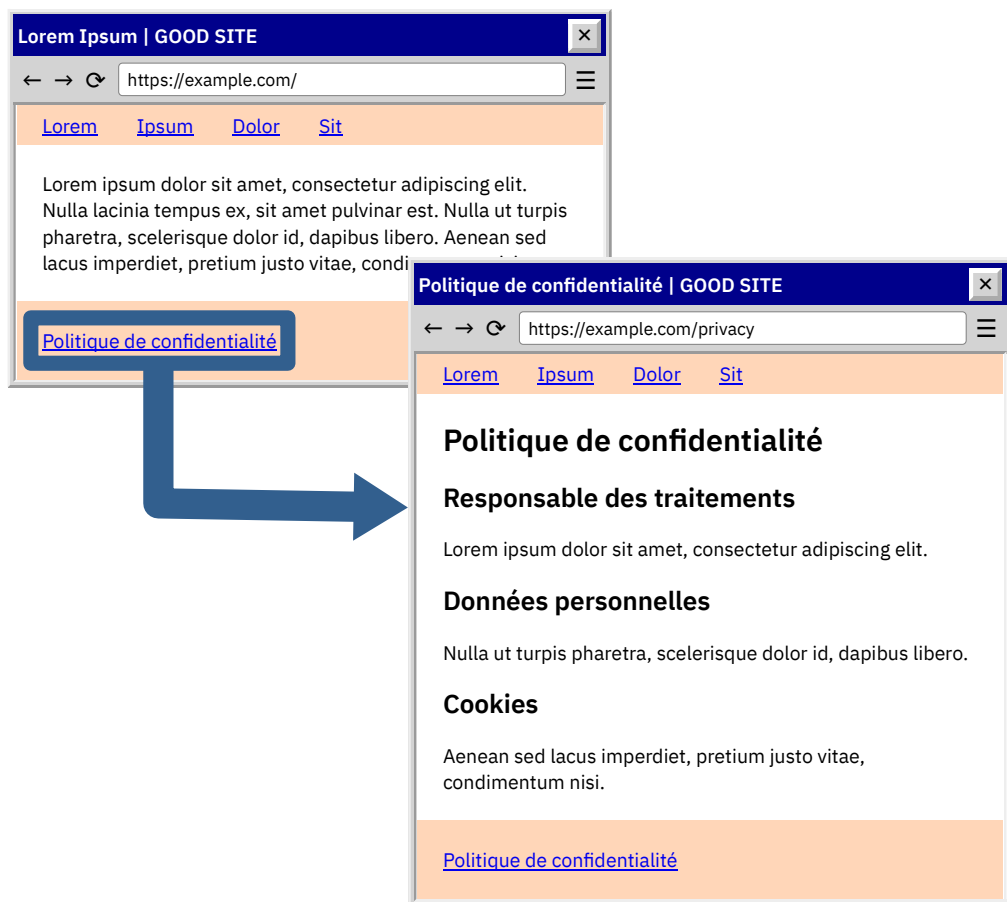 Lorem Ipsum | GOOD SITE
https://example.com/
Lorem Ipsum Dolor Sit
Lorem ipsum dolor sit amet, consectetur adipiscing elit.
Nulla lacinia tempus ex, sit amet pulvinar est. Nulla ut turpis
pharetra, scelerisque dolor id, dapibus libero. Aenean sed
lacus imperdiet, pretium justo vitae,
Politique de confidentialité
Politique de confidentialité | GOOD SITE
https://example.com/privacy
Lorem Ipsum Dolor Sit
Politique de confidentialité
Responsable des traitements
Lorem ipsum dolor sit amet, consectetur adipiscing elit.
Données personnelles
Nulla ut turpis pharetra, scelerisque dolor id, dapibus libero.
Cookies
Aenean sed lacus imperdiet, pretium justo vitae,
condimentum nisi.
Politique de confidentialité